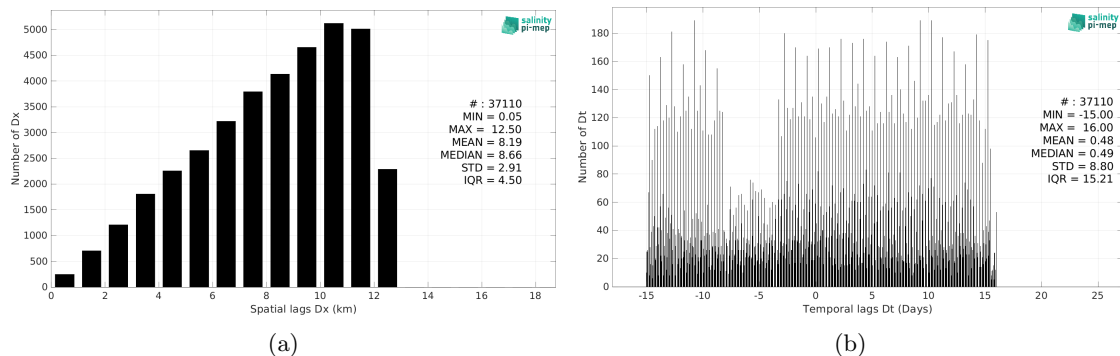 salinity
pi-mep
Number of Dx
5000
4500
4000
3500
3000
2500
2000
1500
1000
500
0
# : 37110
MIN = 0.05
MAX = 12.50
MEAN = 8.19
MEDIAN = 8.66
STD = 2.91
IQR = 4.50
0 2 4 6 8 10 12 14 16 18
Spatial lags Dx (km)
(a)
salinity
pi-mep
Number of Dt
180
160
140
120
100
80
60
40
20
0
# : 37110
MIN = -15.00
MAX = 16.00
MEAN = 0.48
MEDIAN = 0.49
STD = 8.80
IQR = 15.21
-15 -10 -5 0 5 10 15 20 25
Temporal lags Dt (Days)
(b)